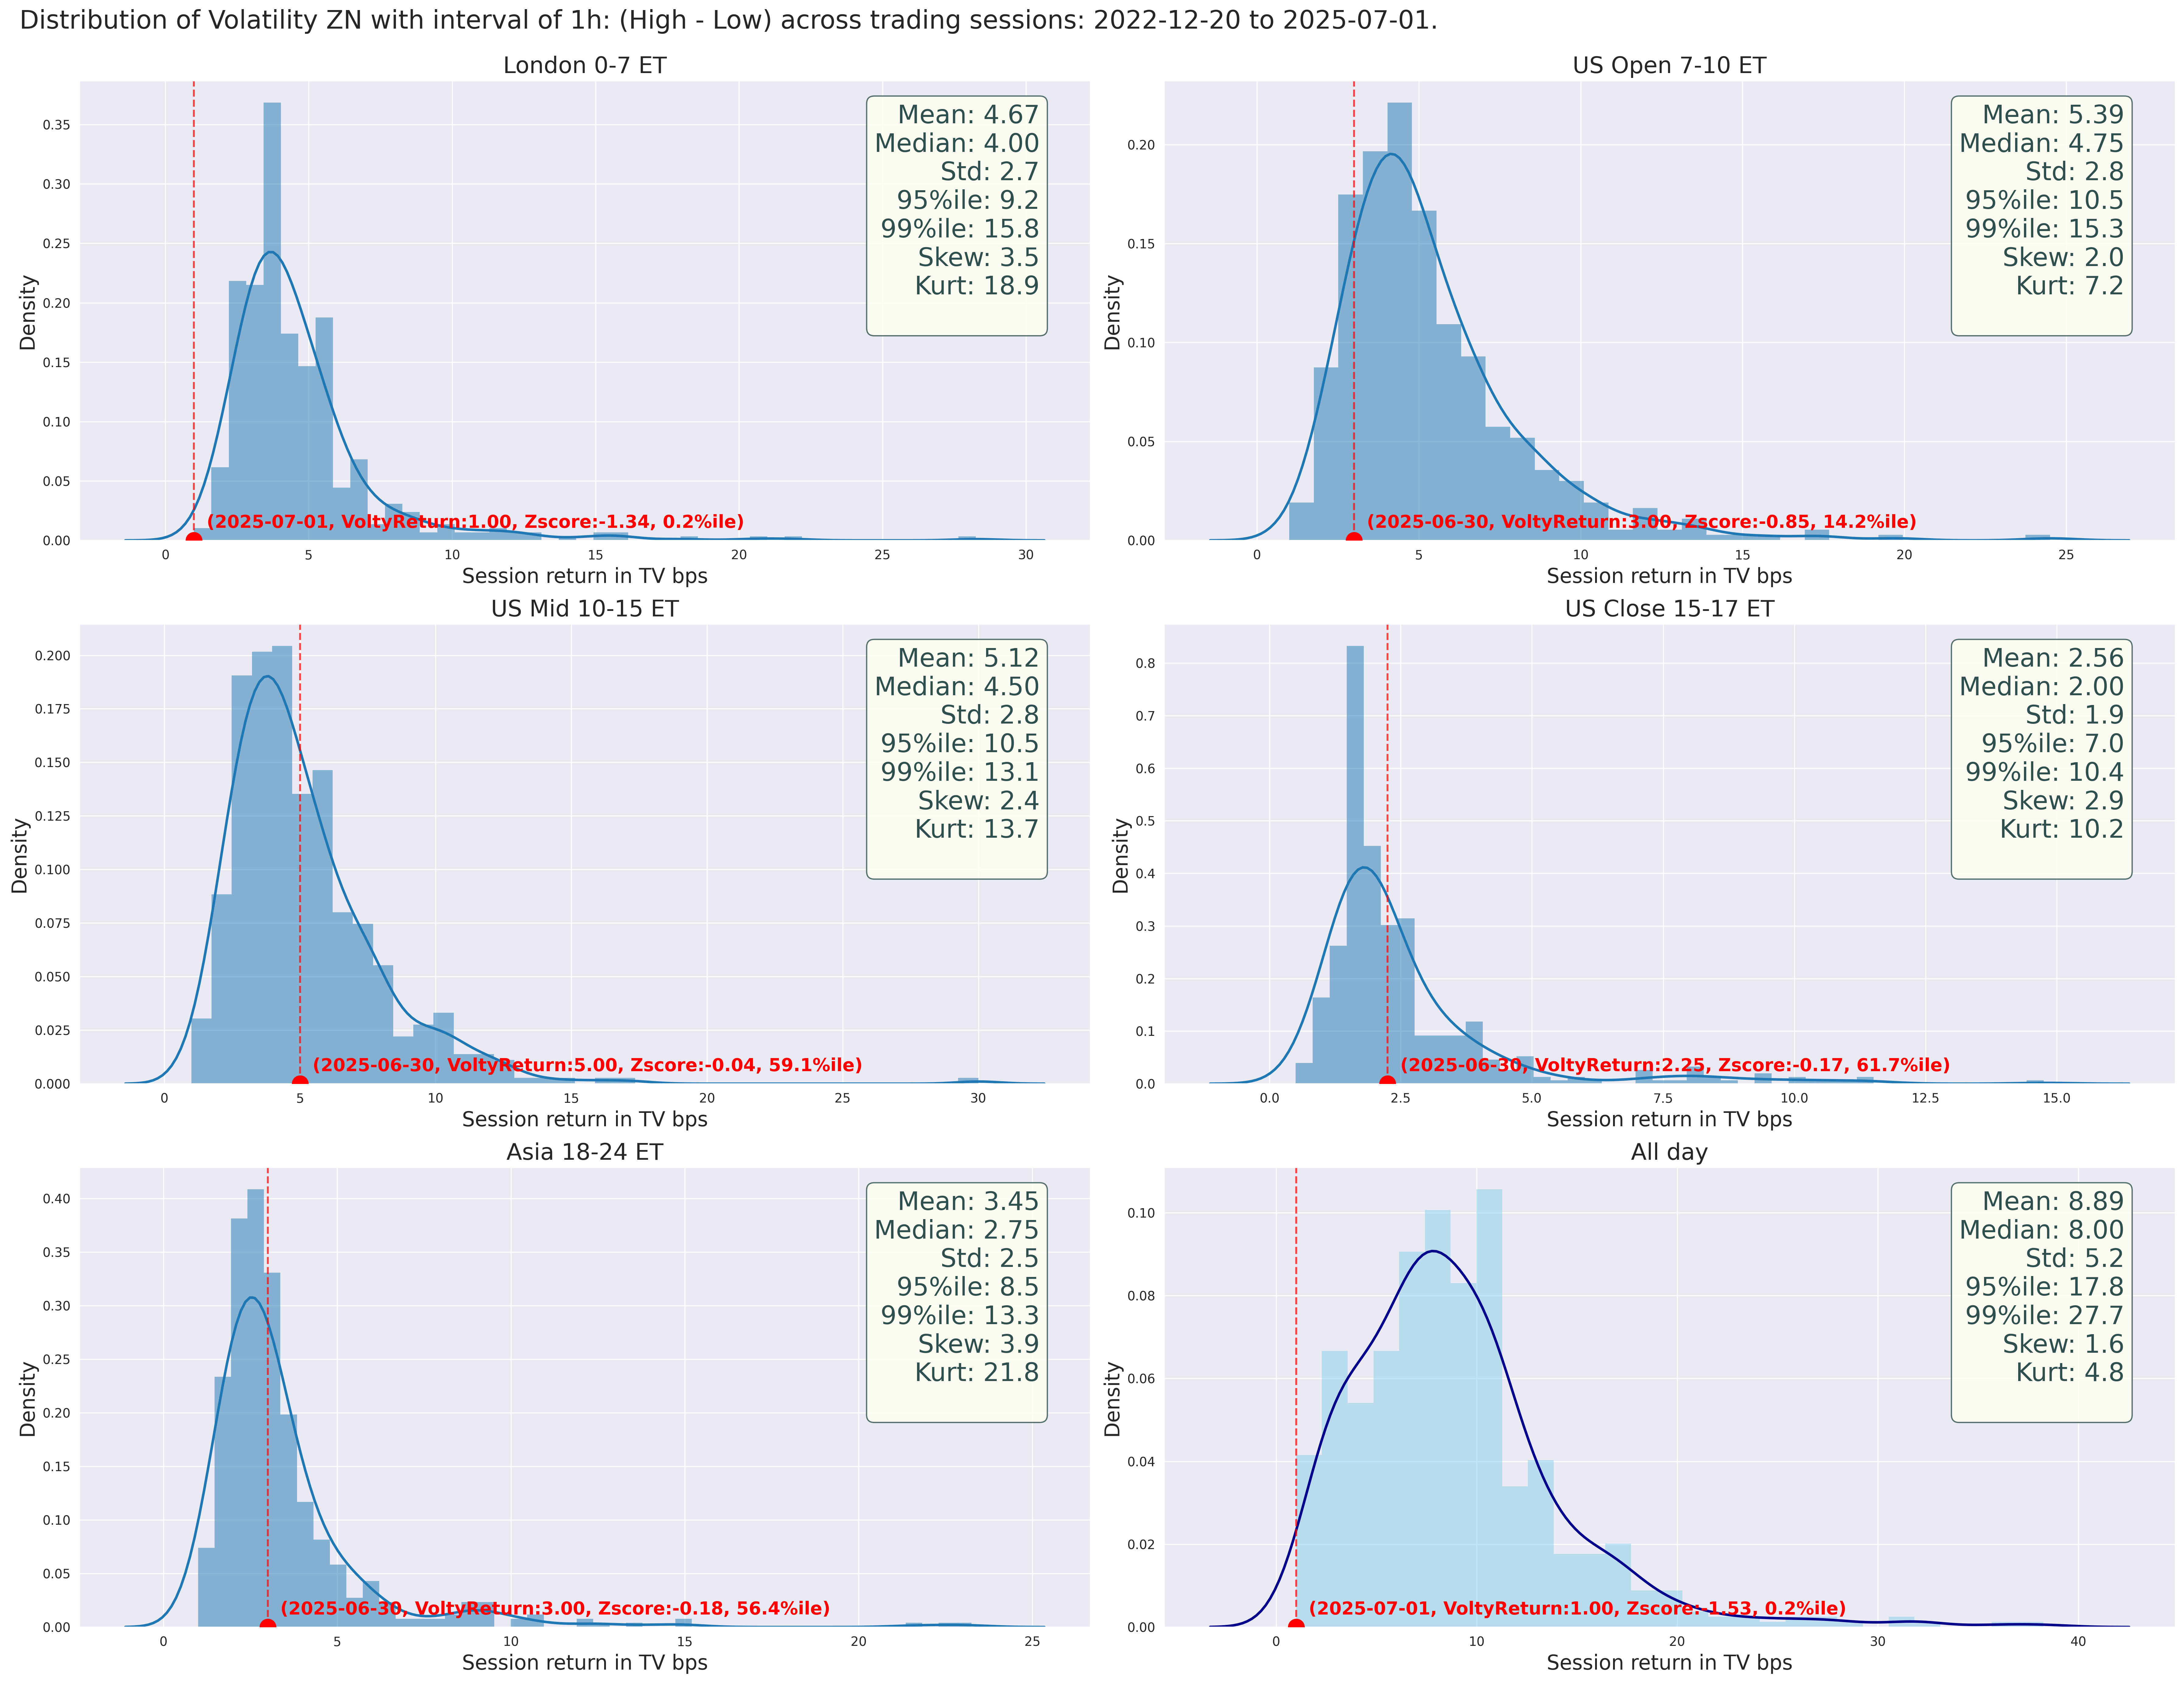 Distribution of Volatility ZN with interval of 1h: (High - Low) across trading sessions: 2022-12-20 to 2025-07-01.
London 0-7 ET
Density
0.35
0.30
0.25
0.20
0.15
0.10
0.05
0.00
Mean: 4.67
Median: 4.00
Std: 2.7
95%ile: 9.2
99%ile: 15.8
Skew: 3.5
Kurt: 18.9
(2025-07-01, VoltyReturn:1.00, Zscore:-1.34, 0.2%ile)
0 5 10 15 20 25 30
Session return in TV bps
US Open 7-10 ET
Density
0.20
0.15
0.10
0.05
0.00
Mean: 5.39
Median: 4.75
Std: 2.8
95%ile: 10.5
99%ile: 15.3
Skew: 2.0
Kurt: 7.2
(2025-06-30, VoltyReturn:3.00, Zscore:-0.85, 14.2%ile)
0 5 10 15 20 25
Session return in TV bps
US Mid 10-15 ET
Density
0.200
0.175
0.150
0.125
0.100
0.075
0.050
0.025
0.000
Mean: 5.12
Median: 4.50
Std: 2.8
95%ile: 10.5
99%ile: 13.1
Skew: 2.4
Kurt: 13.7
(2025-06-30, VoltyReturn:5.00, Zscore:-0.04, 59.1%ile)
0 5 10 15 20 25 30
Session return in TV bps
US Close 15-17 ET
Density
0.8
0.7
0.6
0.5
0.4
0.3
0.2
0.1
0.0
Mean: 2.56
Median: 2.00
Std: 1.9
95%ile: 7.0
99%ile: 10.4
Skew: 2.9
Kurt: 10.2
(2025-06-30, VoltyReturn:2.25, Zscore:-0.17, 61.7%ile)
0.0 2.5 5.0 7.5 10.0 12.5 15.0
Session return in TV bps
Asia 18-24 ET
Density
0.40
0.35
0.30
0.25
0.20
0.15
0.10
0.05
0.00
Mean: 3.45
Median: 2.75
Std: 2.5
95%ile: 8.5
99%ile: 13.3
Skew: 3.9
Kurt: 21.8
(2025-06-30, VoltyReturn:3.00, Zscore:-0.18, 56.4%ile)
0 5 10 15 20 25
Session return in TV bps
All day
Density
0.10
0.08
0.06
0.04
0.02
0.00
Mean: 8.89
Median: 8.00
Std: 5.2
95%ile: 17.8
99%ile: 27.7
Skew: 1.6
Kurt: 4.8
(2025-07-01, VoltyReturn:1.00, Zscore:-1.53, 0.2%ile)
0 10 20 30 40
Session return in TV bps